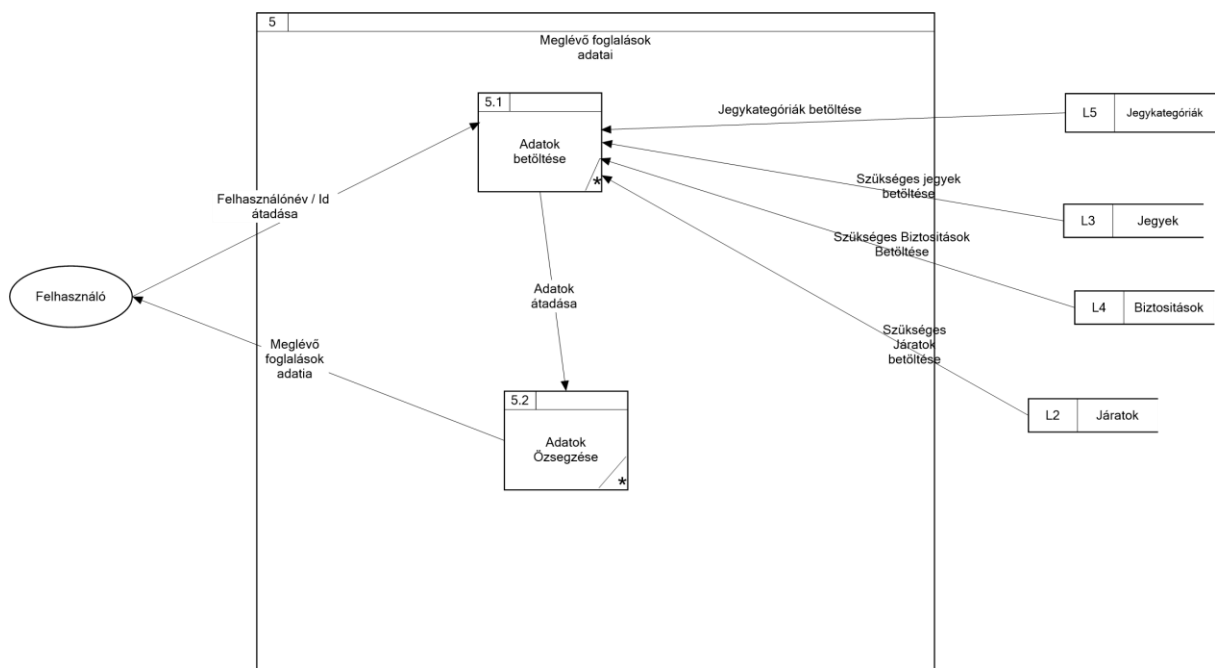 5
Meglévő foglalások
adatai
5.1
Adatok
betöltése
*
Jegykategóriák betöltése
L5
Jegykategóriák
Szükséges jegyek
betöltése
L3
Jegyek
Felhasználónév / Id
átadása
Szükséges Biztositások
Betöltése
L4
Biztositások
Felhasználó
Adatok
átadása
Szükséges
Járatok
betöltése
Meglévő
foglalások
adatia
5.2
Adatok
Özsegzése
*
L2
Járatok